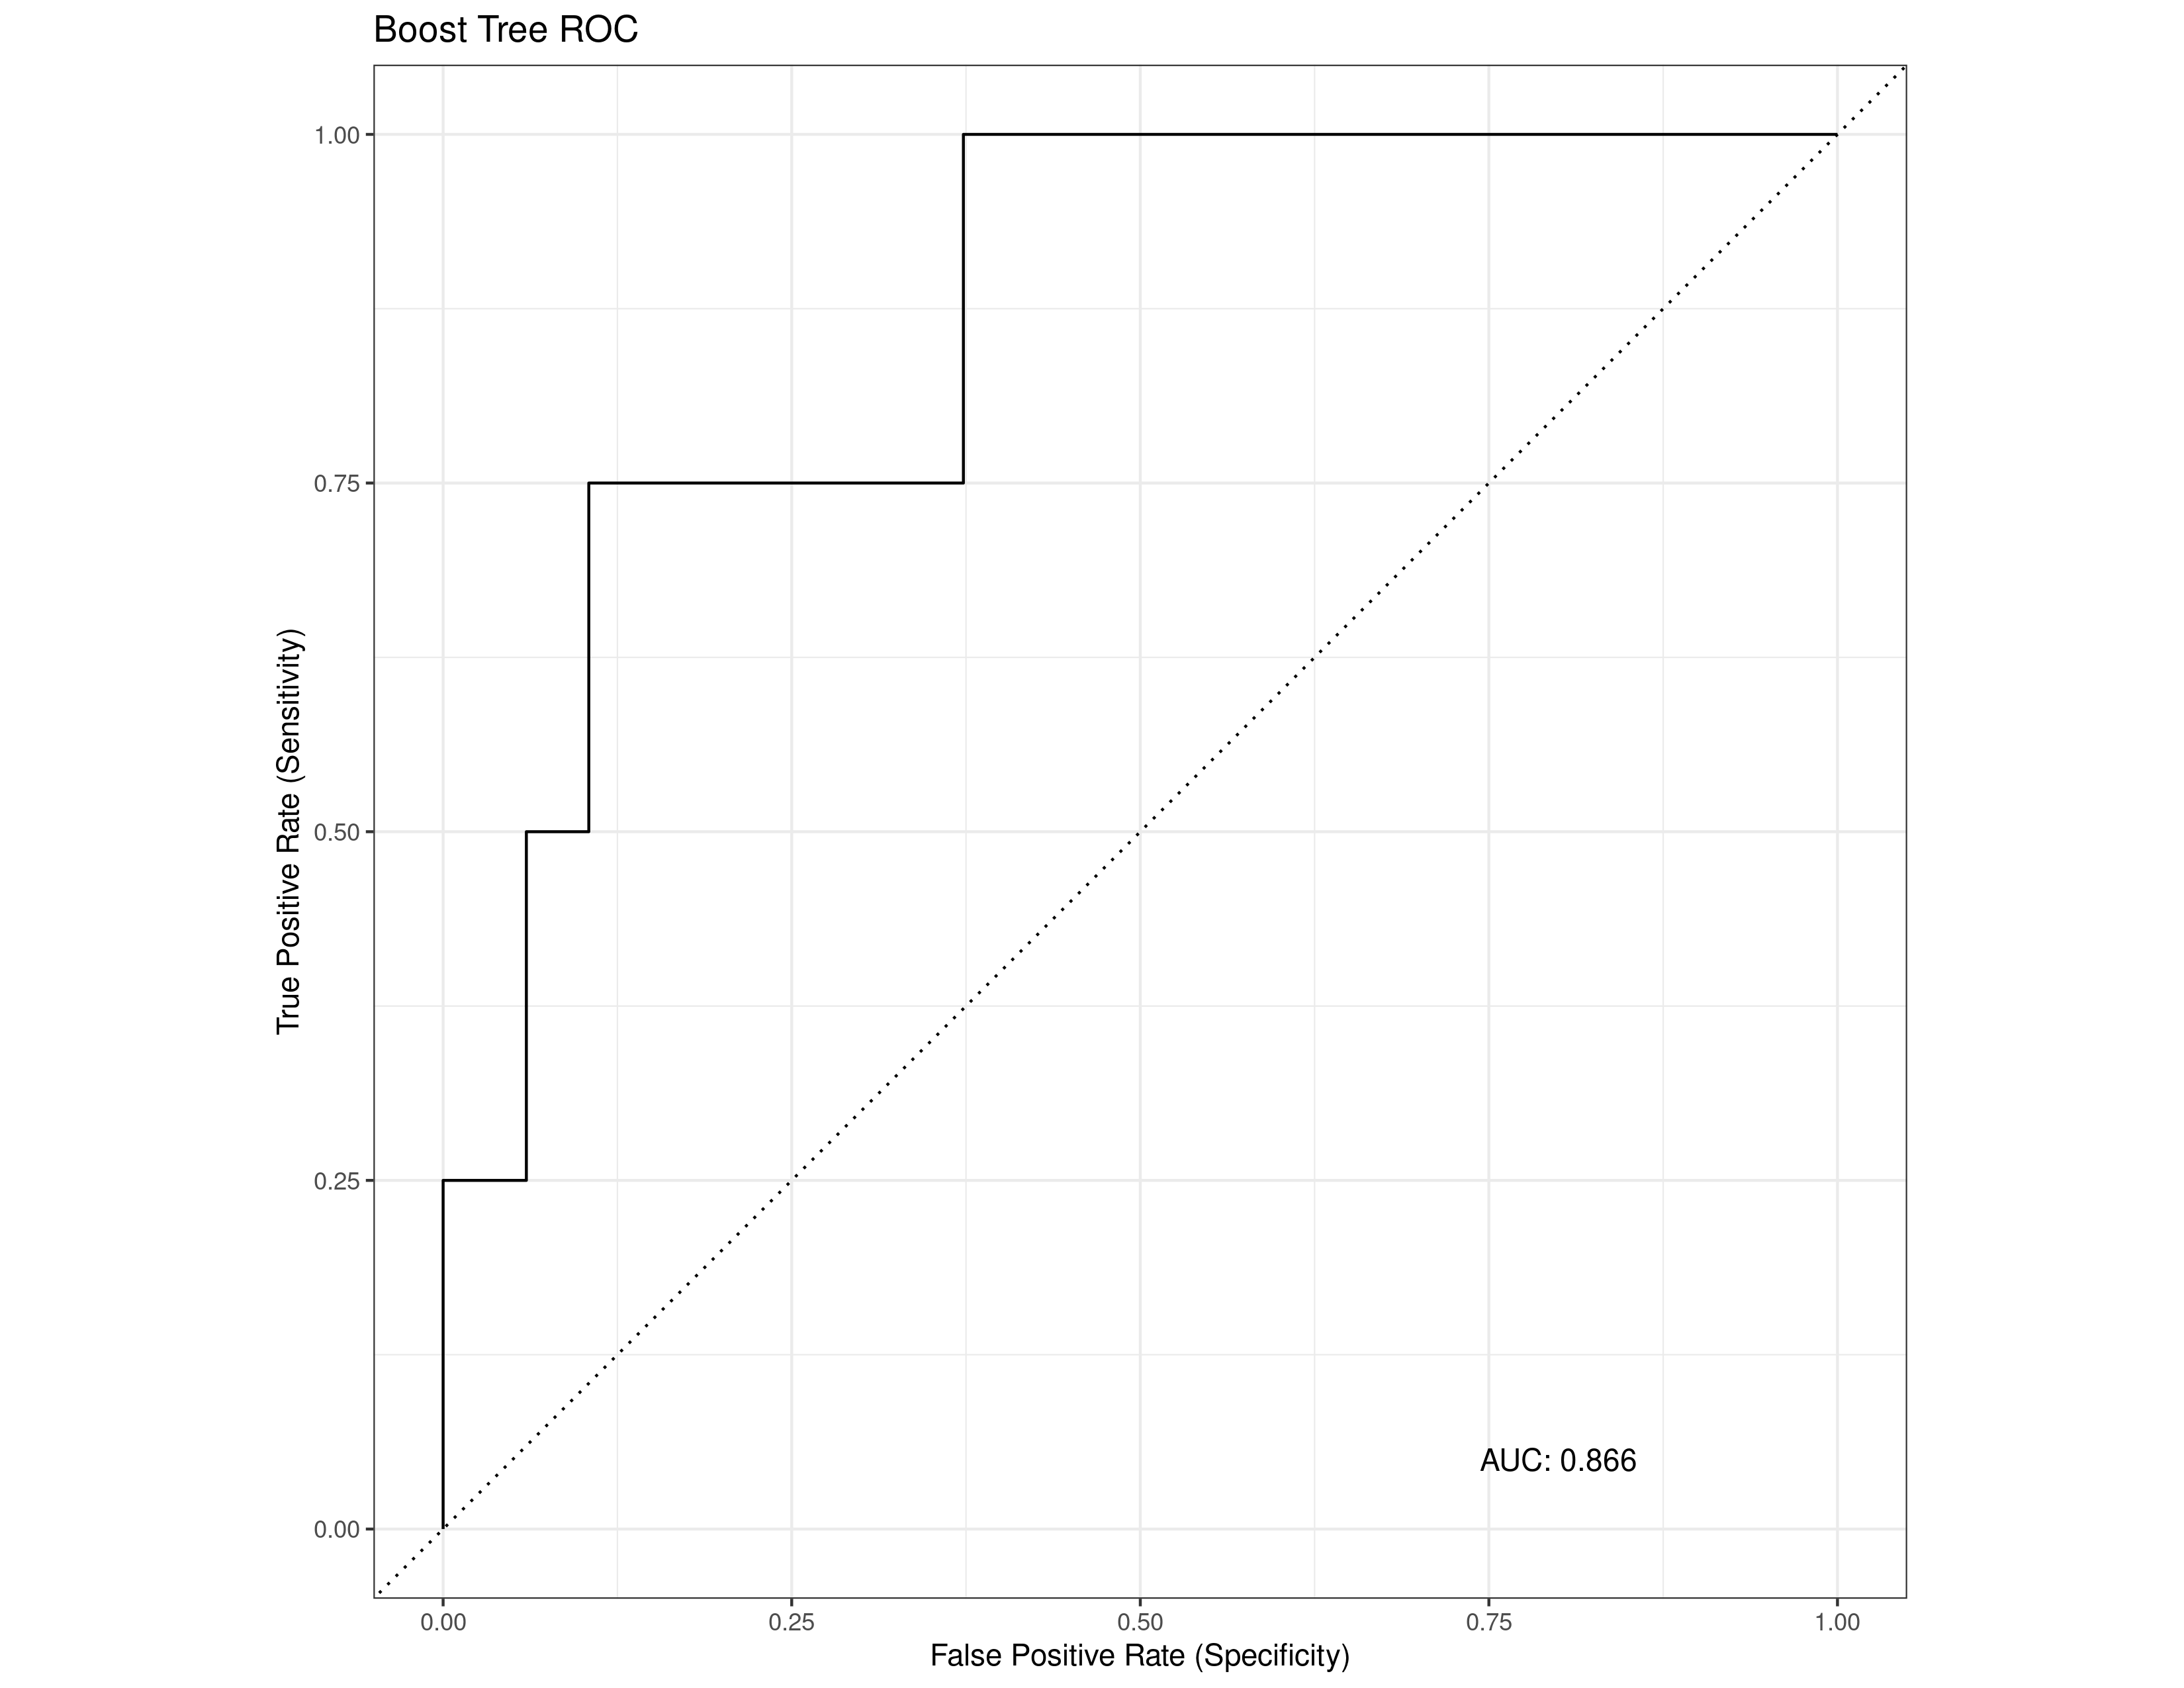 Boost Tree ROC
1.00
0.75
0.50
0.25
0.00
True Positive Rate (Sensitivity)
AUC: 0.866
0.00 0.25 0.50 0.75 1.00
False Positive Rate (Specificity)